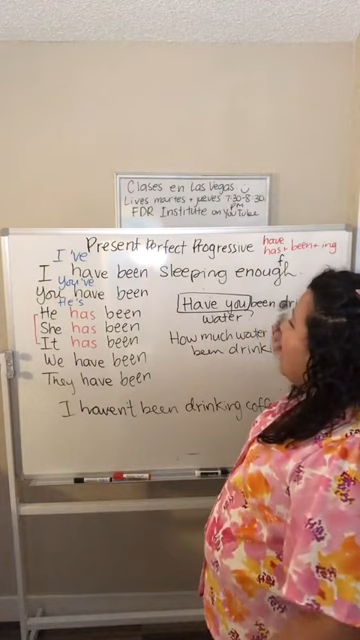 Clases en Las Vegas
Lives martes + jueves 7:30-8:30 PM
FDR Institute on YouTube
Present Perfect Progressive have
has + been + ing
I've
I have been sleeping enough.
f
You've
You have been
He's
He has been
She has been
It has been
We have been
They have been
Have you been
water?
How much water
been
I haven't been drinking